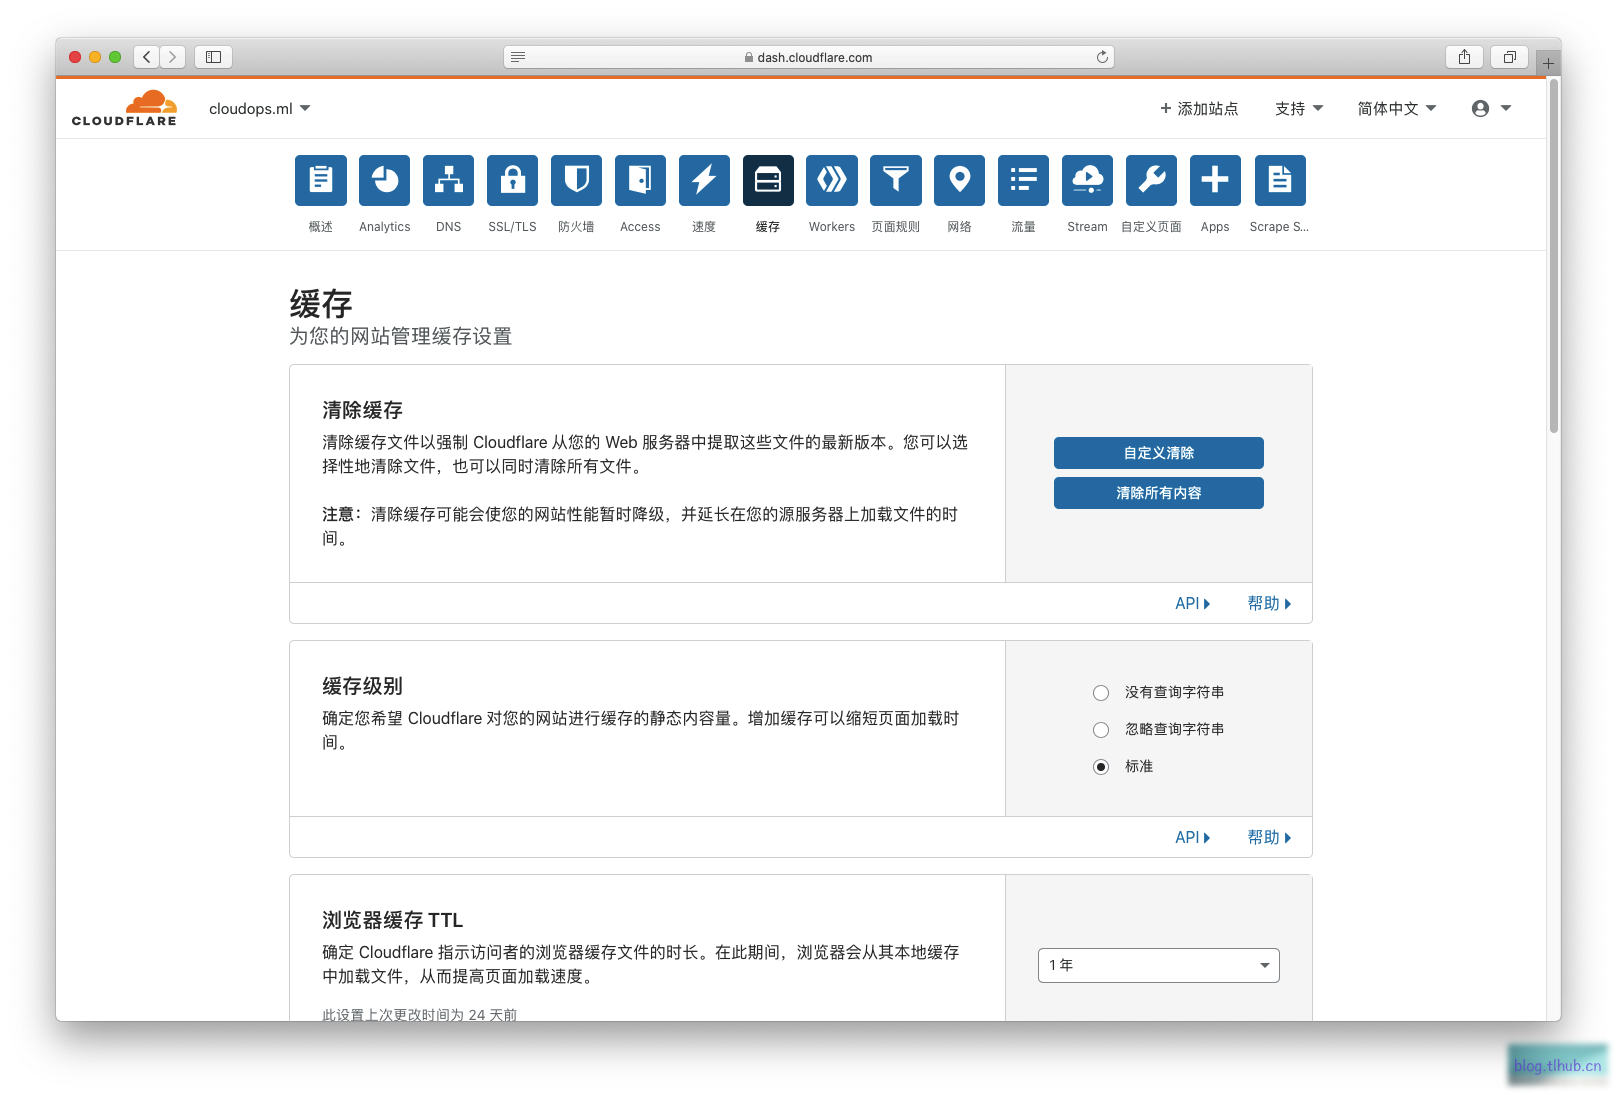 dash.cloudflare.com
CLOUDFLARE
cloudops.ml
+ 添加站点
支持
简体中文
概述
Analytics
DNS
SSL/TLS
防火墙
Access
速度
缓存
Workers
页面规则
网络
流量
Stream
自定义页面
Apps
Scrape S...
缓存
为您的网站管理缓存设置
清除缓存
清除缓存文件以强制 Cloudflare 从您的 Web 服务器中提取这些文件的最新版本。您可以选
择性地清除文件，也可以同时清除所有文件。
注意：清除缓存可能会使您的网站性能暂时降级，并延长在您的源服务器上加载文件的时
间。
自定义清除
清除所有内容
API
帮助
缓存级别
确定您希望 Cloudflare 对您的网站进行缓存的静态内容量。增加缓存可以缩短页面加载时
间。
没有查询字符串
忽略查询字符串
标准
API
帮助
浏览器缓存 TTL
确定 Cloudflare 指示访问者的浏览器缓存文件的时长。在此期间，浏览器会从其本地缓存
中加载文件，从而提高页面加载速度。
此设置上次更改时间为 24 天前
1 年
blog.tlhub.cn